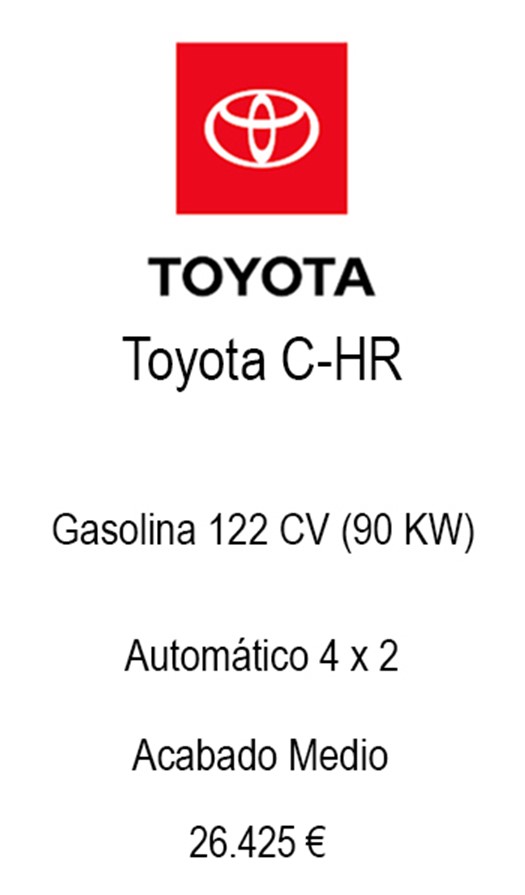 TOYOTA
Toyota C-HR
Gasolina 122 CV (90 KW)
Automático 4 x 2
Acabado Medio
26.425 €